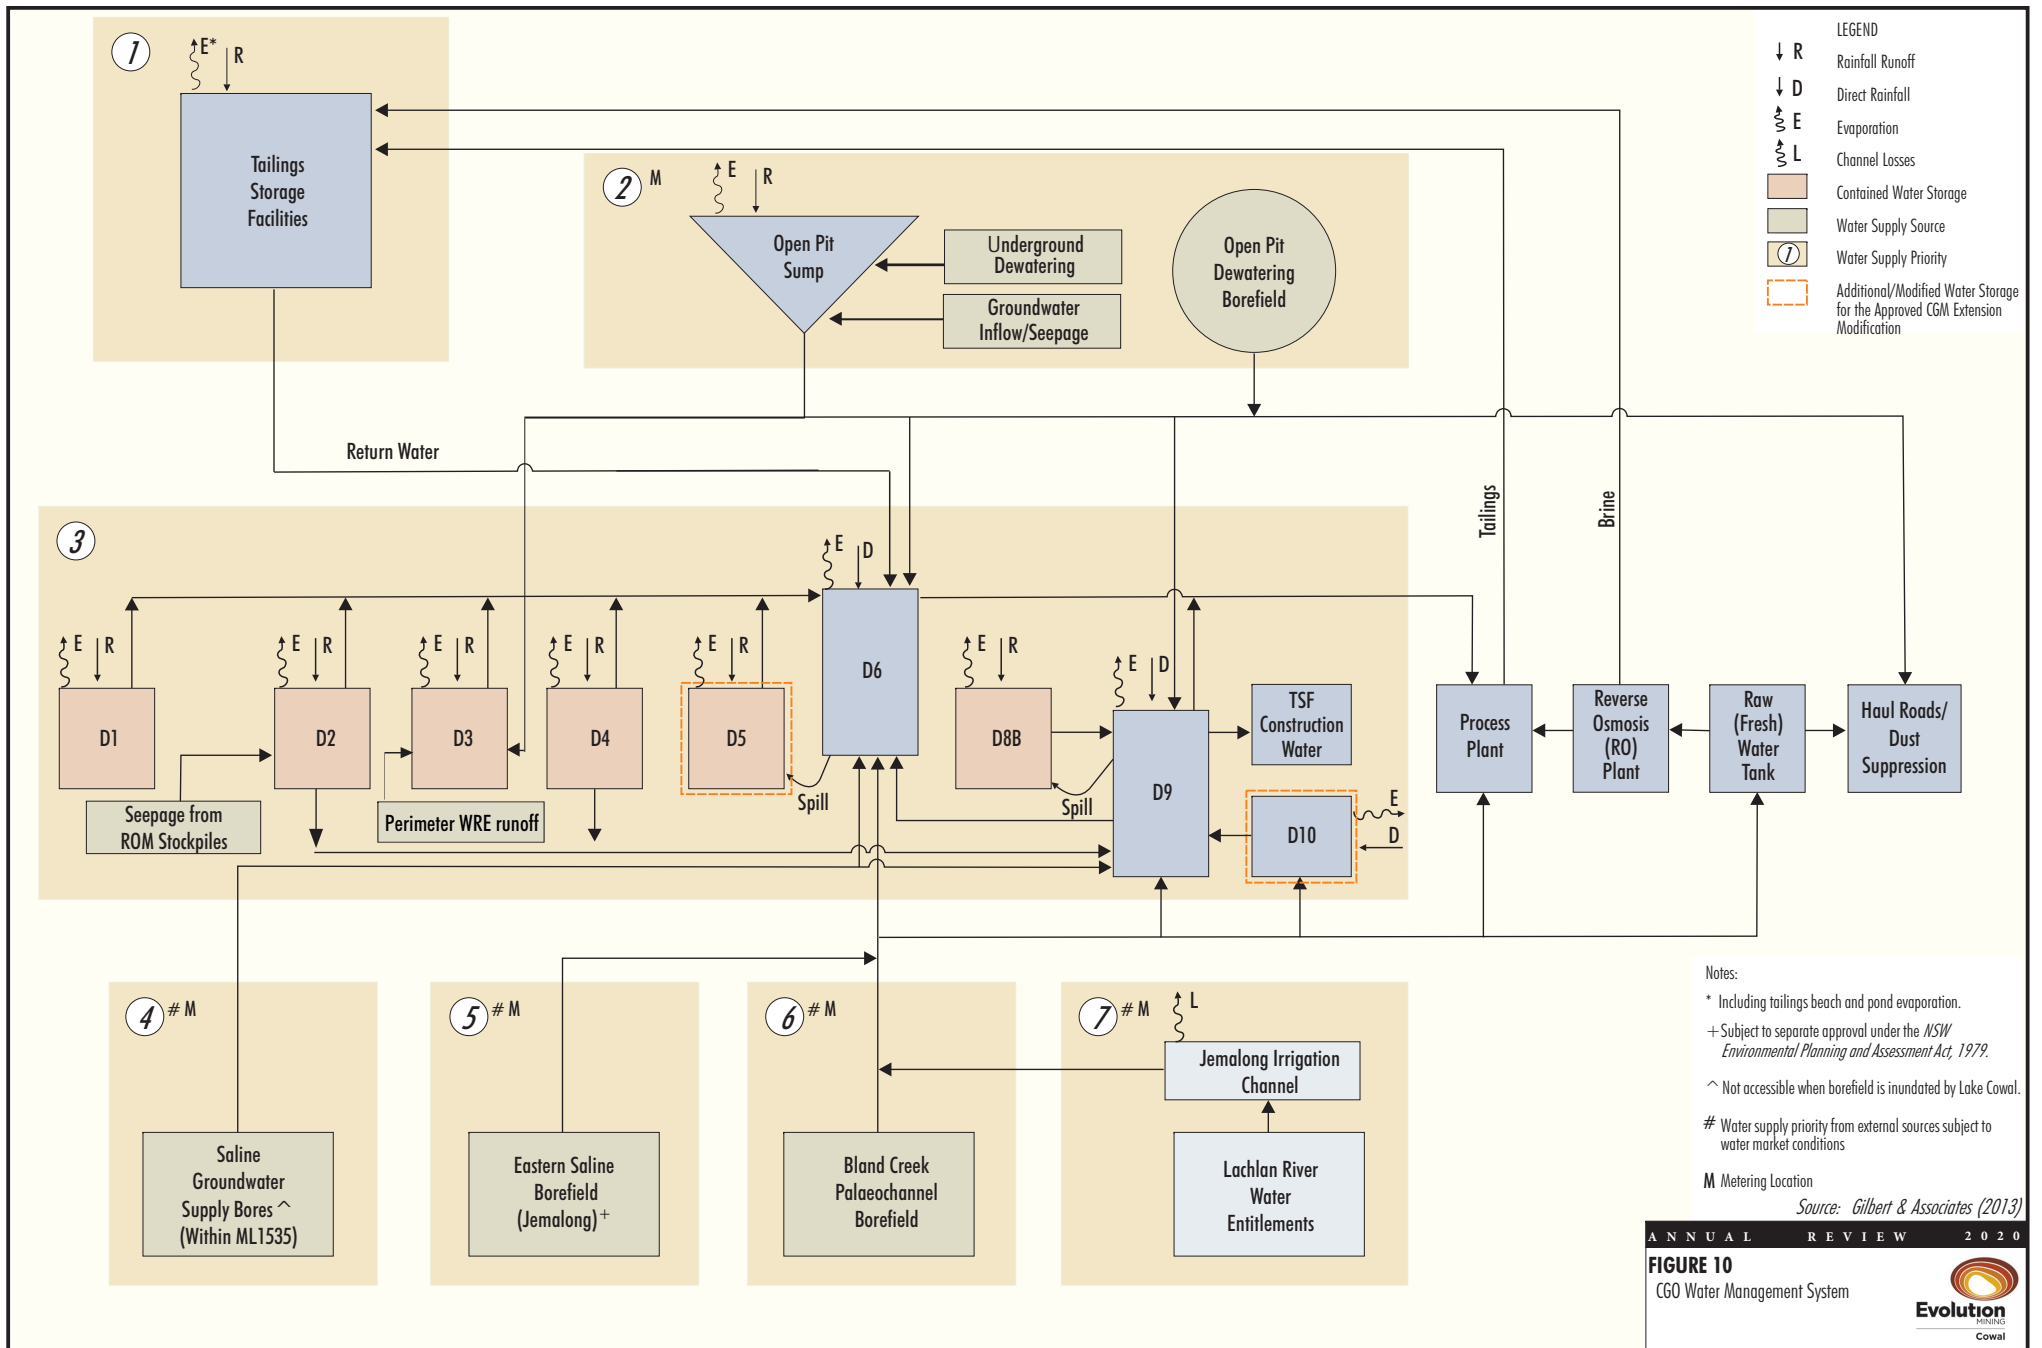 1
E*
R
Tailings
Storage
Facilities
2
M
E
R
Open Pit
Sump
Underground
Dewatering
Groundwater
Inflow/Seepage
Open Pit
Dewatering
Borefield
LEGEND
R
Rainfall Runoff
D
Direct Rainfall
E
Evaporation
L
Channel Losses
Contained Water Storage
Water Supply Source
1
Water Supply Priority
Additional/Modified Water Storage
for the Approved CGM Extension
Modification
Return Water
Tailings
Brine
3
E
D
D6
E
R
D1
E
R
D2
E
R
D3
E
R
D4
E
R
D5
Spill
E
R
D8B
Spill
E
D
D9
TSF
Construction
Water
D10
E
D
Seepage from
ROM Stockpiles
Perimeter WRE runoff
Process
Plant
Reverse
Osmosis
(RO)
Plant
Raw
(Fresh)
Water
Tank
Haul Roads/
Dust
Suppression
4
# M
Saline
Groundwater
Supply Bores ^
(Within ML1535)
5
# M
Eastern Saline
Borefield
(Jemalong)+
6
# M
Bland Creek
Palaeochannel
Borefield
7
# M
L
Jemalong Irrigation
Channel
Lachlan River
Water
Entitlements
Notes:
* Including tailings beach and pond evaporation.
+ Subject to separate approval under the NSW
Environmental Planning and Assessment Act, 1979.
^ Not accessible when borefield is inundated by Lake Cowal.
# Water supply priority from external sources subject to
water market conditions
M Metering Location
Source: Gilbert & Associates (2013)
ANNUAL REVIEW 2020
FIGURE 10
CGO Water Management System
Evolution
MINING
Cowal